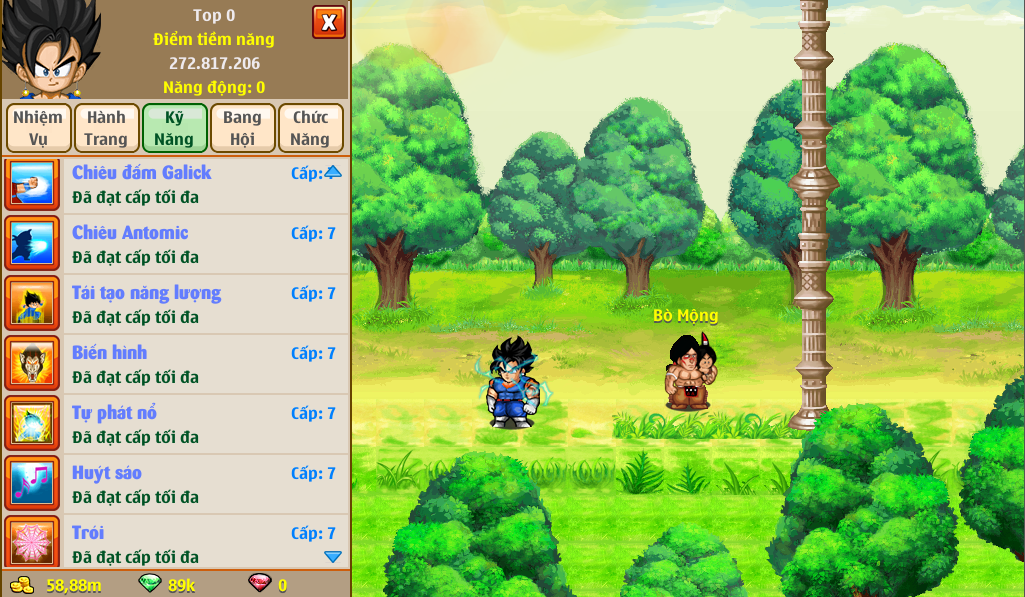 Top 0
X
Điểm tiềm năng
272.817.206
Năng động: 0
Nhiệm Vụ
Hành Trang
Kỹ Năng
Bang Hội
Chức Năng
Chiêu đấm Galick Cấp:
Đã đạt cấp tối đa
Chiêu Antomic Cấp: 7
Đã đạt cấp tối đa
Tái tạo năng lượng Cấp: 7
Đã đạt cấp tối đa
Biến hình Cấp: 7
Đã đạt cấp tối đa
Tự phát nổ Cấp: 7
Đã đạt cấp tối đa
Huýt sáo Cấp: 7
Đã đạt cấp tối đa
Trói Cấp: 7
Đã đạt cấp tối đa
58,88m 89k 0
Bò Mộng